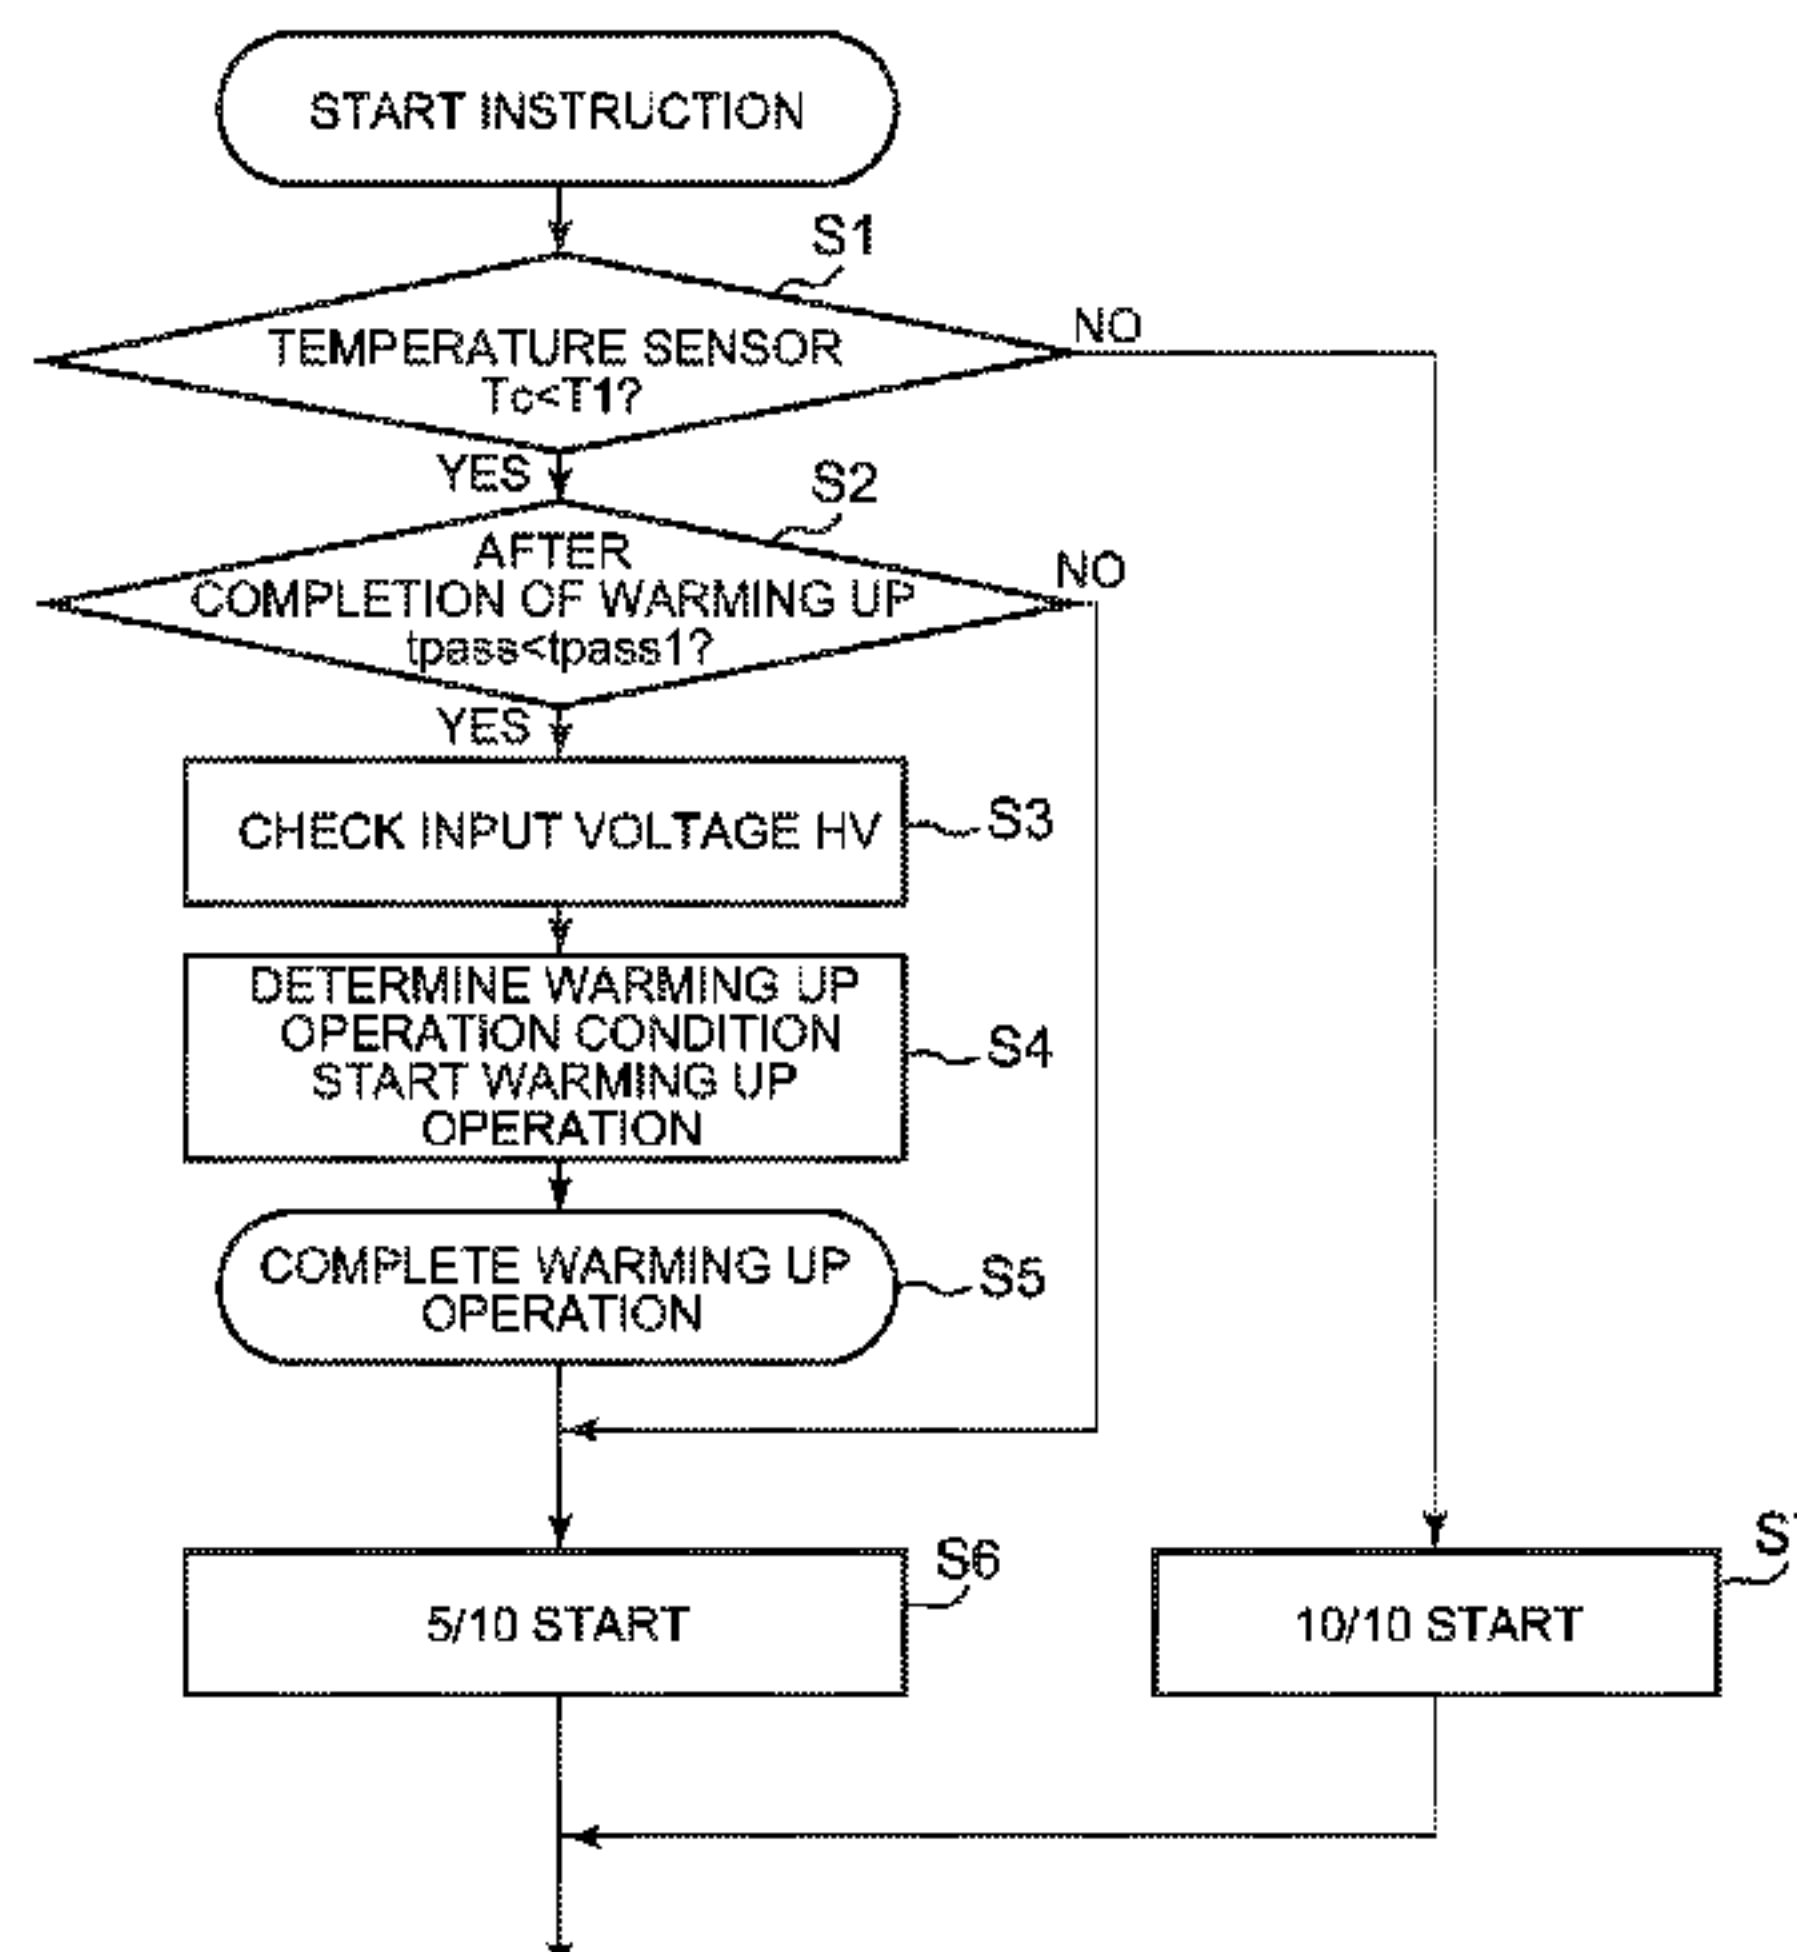 START INSTRUCTION
S1
TEMPERATURE SENSOR
Tc<T1?
NO
YES
S2
AFTER
COMPLETION OF WARMING UP
tpass<tpass1?
NO
YES
CHECK INPUT VOLTAGE HV
S3
DETERMINE WARMING UP
OPERATION CONDITION
START WARMING UP
OPERATION
S4
COMPLETE WARMING UP
OPERATION
S5
5/10 START
S6
10/10 START